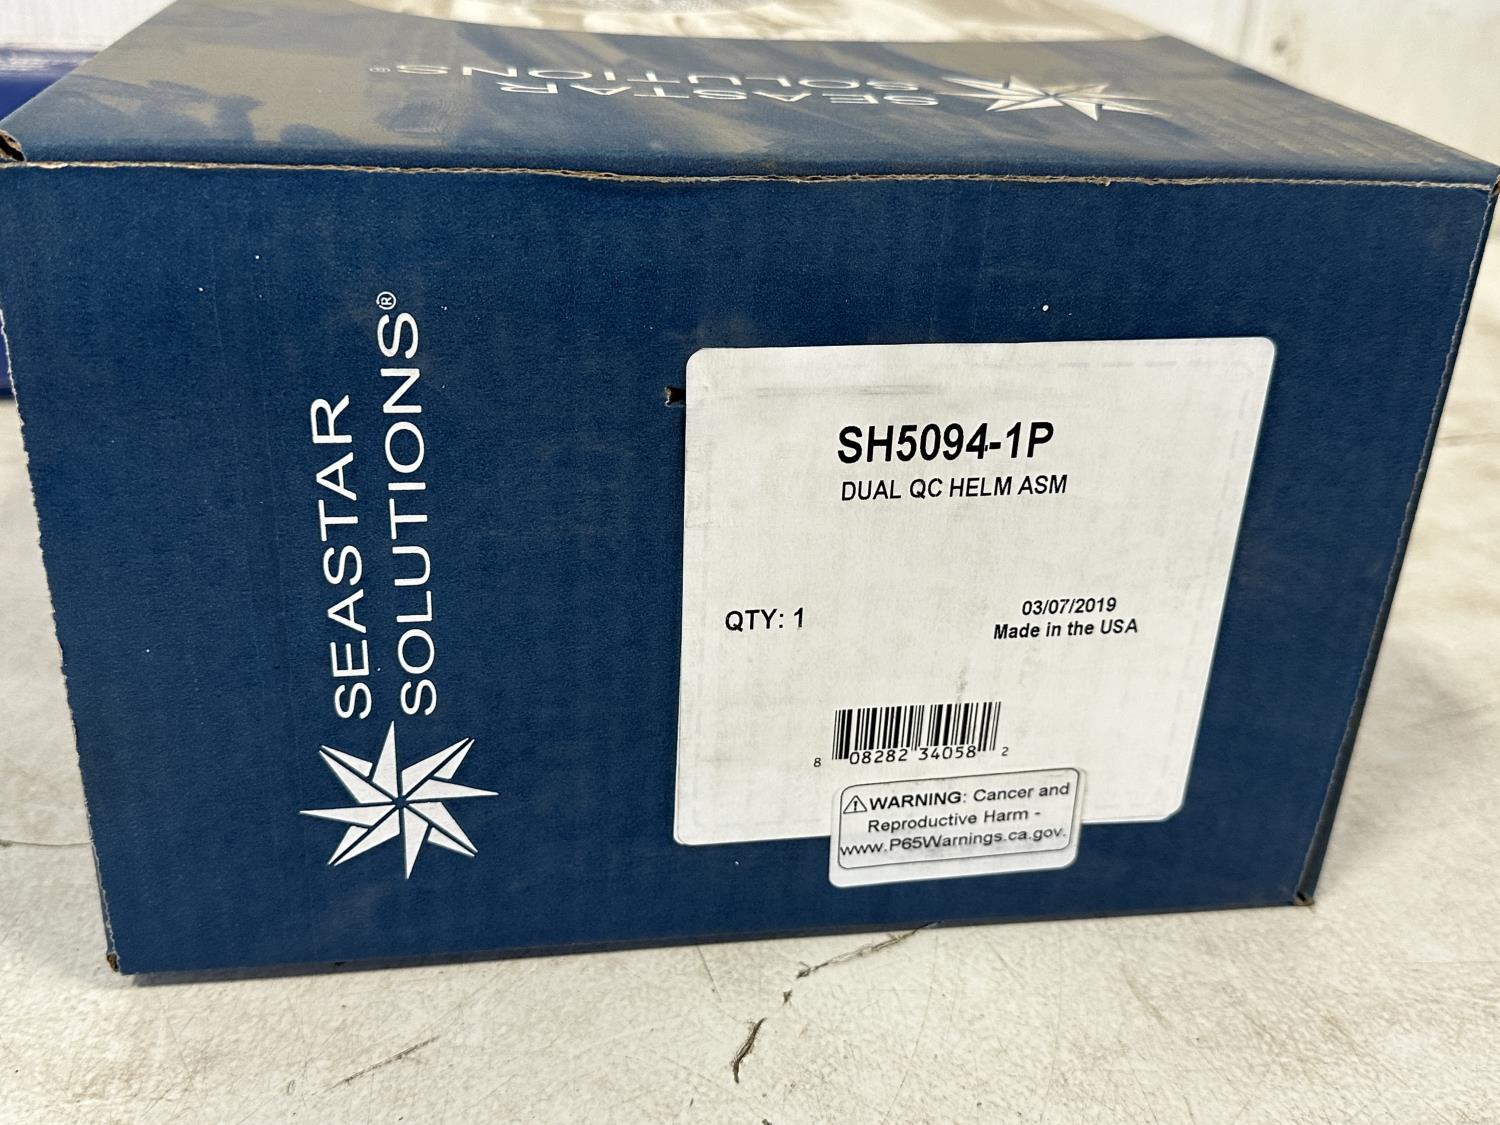 SEASTAR
SOLUTIONS®
SEASTAR
SOLUTIONS®
SH5094-1P
DUAL QC HELM ASM
QTY: 1
03/07/2019
Made in the USA
8 08282 34058 2
⚠WARNING: Cancer and
Reproductive Harm -
www.P65Warnings.ca.gov.